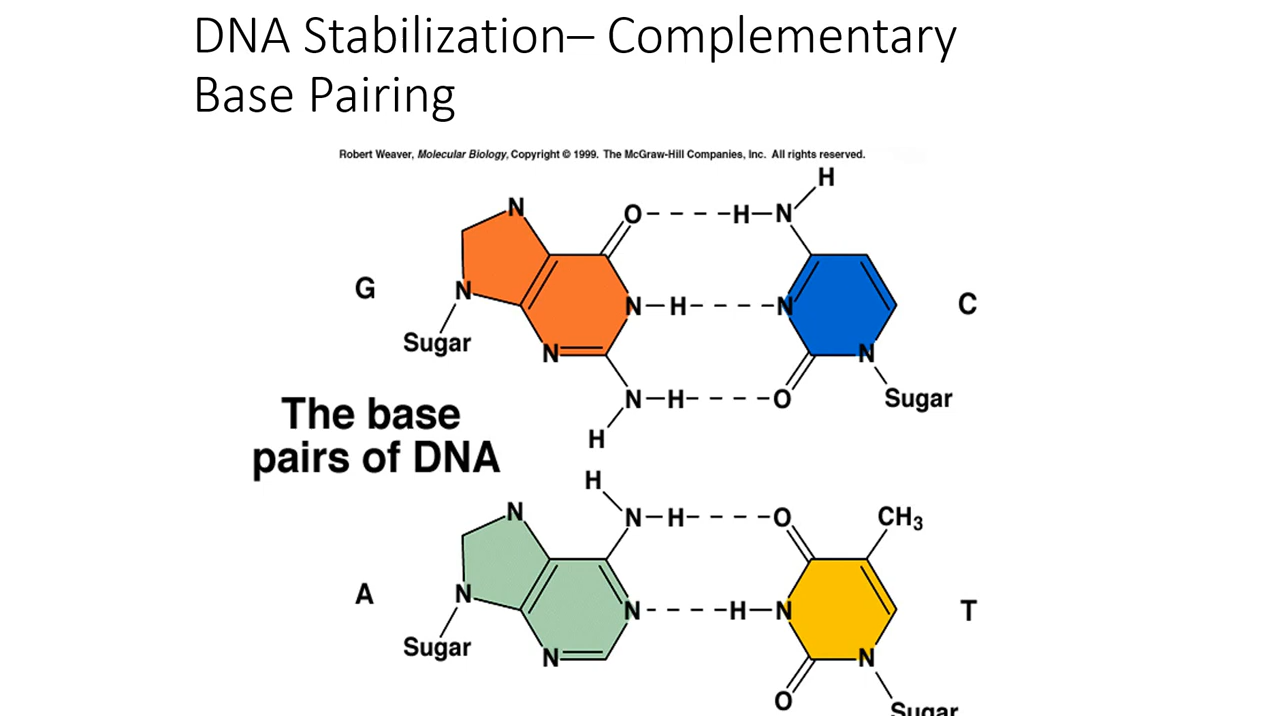 DNA Stabilization– Complementary
Base Pairing
Robert Weaver, Molecular Biology, Copyright © 1999. The McGraw-Hill Companies, Inc. All rights reserved.
H
N
O
H
N
G
N
N
H
N
C
Sugar
N
N
N
H
O
Sugar
H
The base
pairs of DNA
H
N
N
H
O
CH₃
A
N
N
H
N
T
Sugar
N
N
O
Sugar